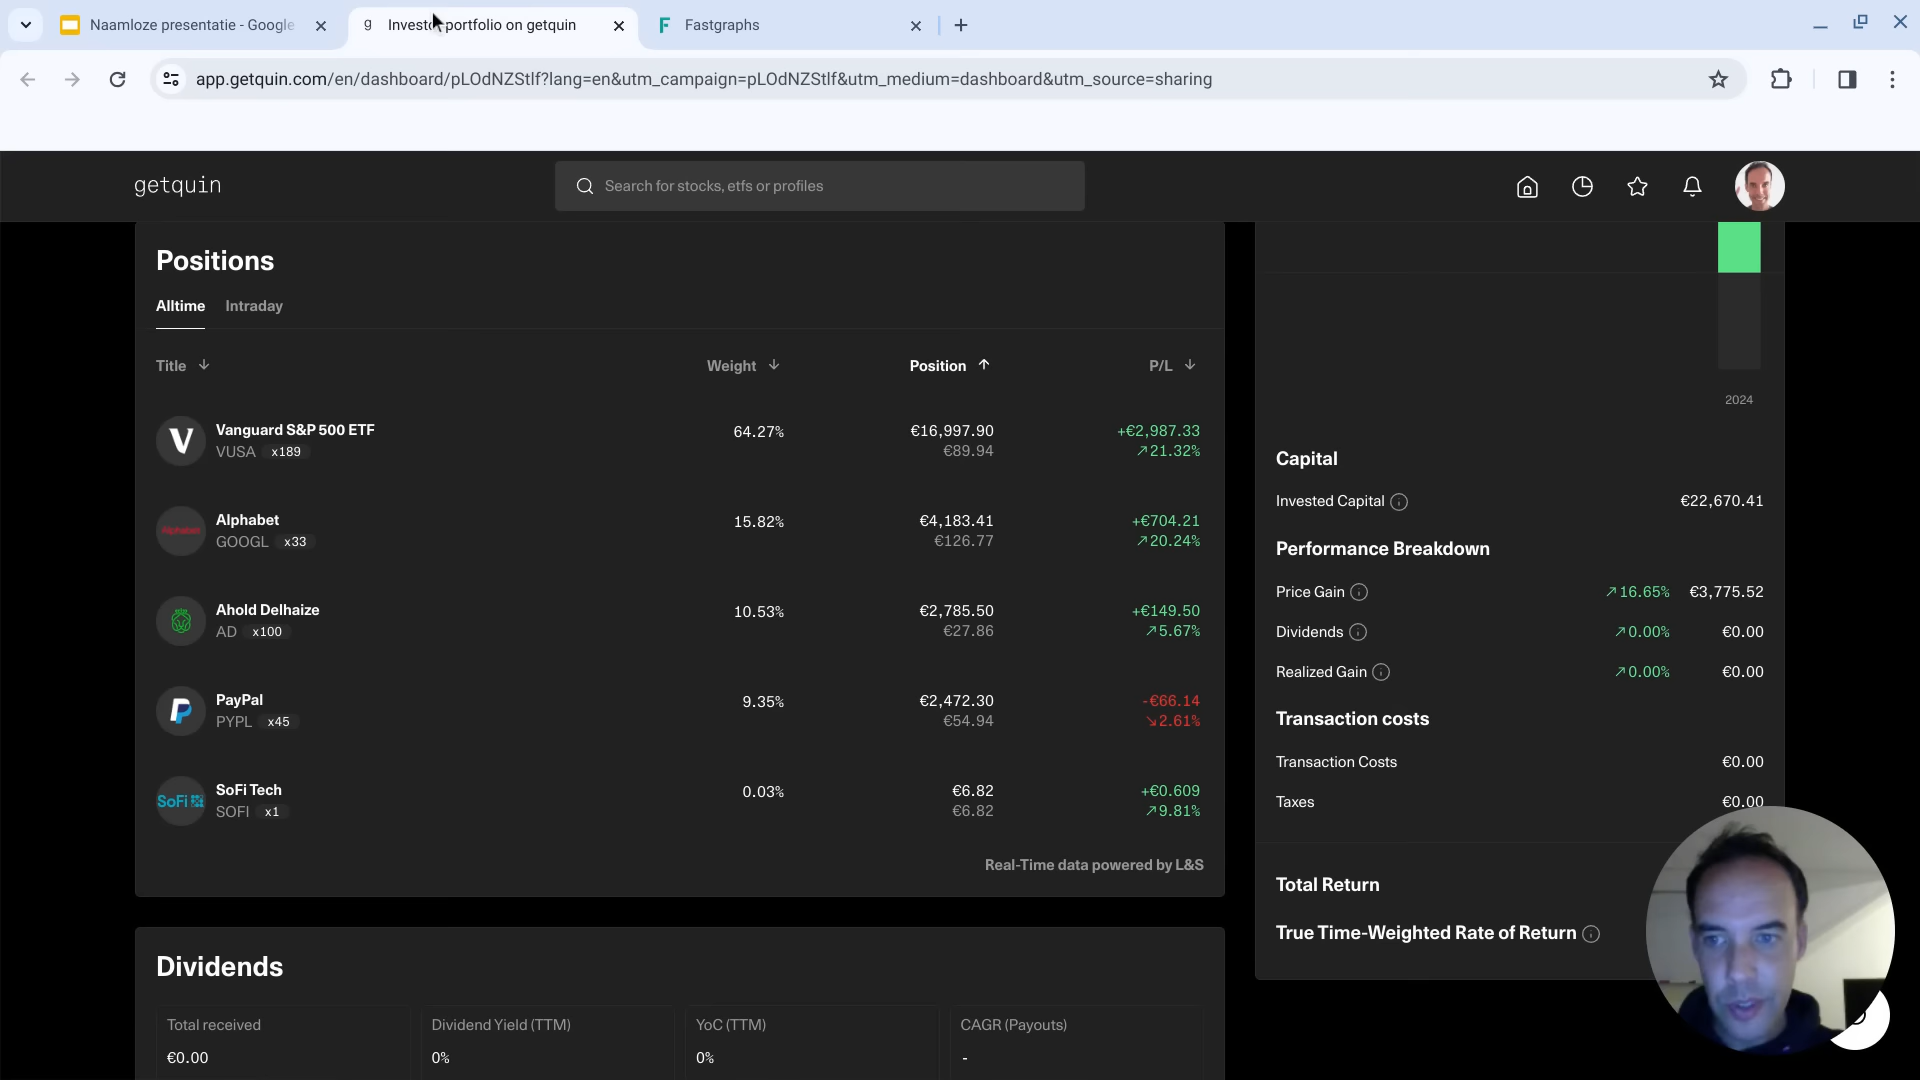 Naamloze presentatie - Google
g
Investo portfolio on getquin
Fastgraphs
app.getquin.com/en/dashboard/pLOdNZStlf?lang=en&utm_campaign=pLOdNZStlf&utm_medium=dashboard&utm_source=sharing
getquin
Search for stocks, etfs or profiles
Positions
Alltime Intraday
Title Weight Position P/L
Vanguard S&P 500 ETF 64.27% €16,997.90 +€2,987.33
VUSA x189 €89.94 21.32%
Alphabet 15.82% €4,183.41 +€704.21
GOOGL x33 €126.77 20.24%
Ahold Delhaize 10.53% €2,785.50 +€149.50
AD x100 €27.86 5.67%
PayPal 9.35% €2,472.30 -€66.14
PYPL x45 €54.94 2.61%
SoFi
SoFi Tech 0.03% €6.82 +€0.609
SOFI x1 €6.82 9.81%
Real-Time data powered by L&S
Dividends
Total received Dividend Yield (TTM) YoC (TTM) CAGR (Payouts)
€0.00 0% 0% -
2024
Capital
Invested Capital €22,670.41
Performance Breakdown
Price Gain 16.65% €3,775.52
Dividends 0.00% €0.00
Realized Gain 0.00% €0.00
Transaction costs
Transaction Costs €0.00
Taxes €0.00
Total Return
True Time-Weighted Rate of Return